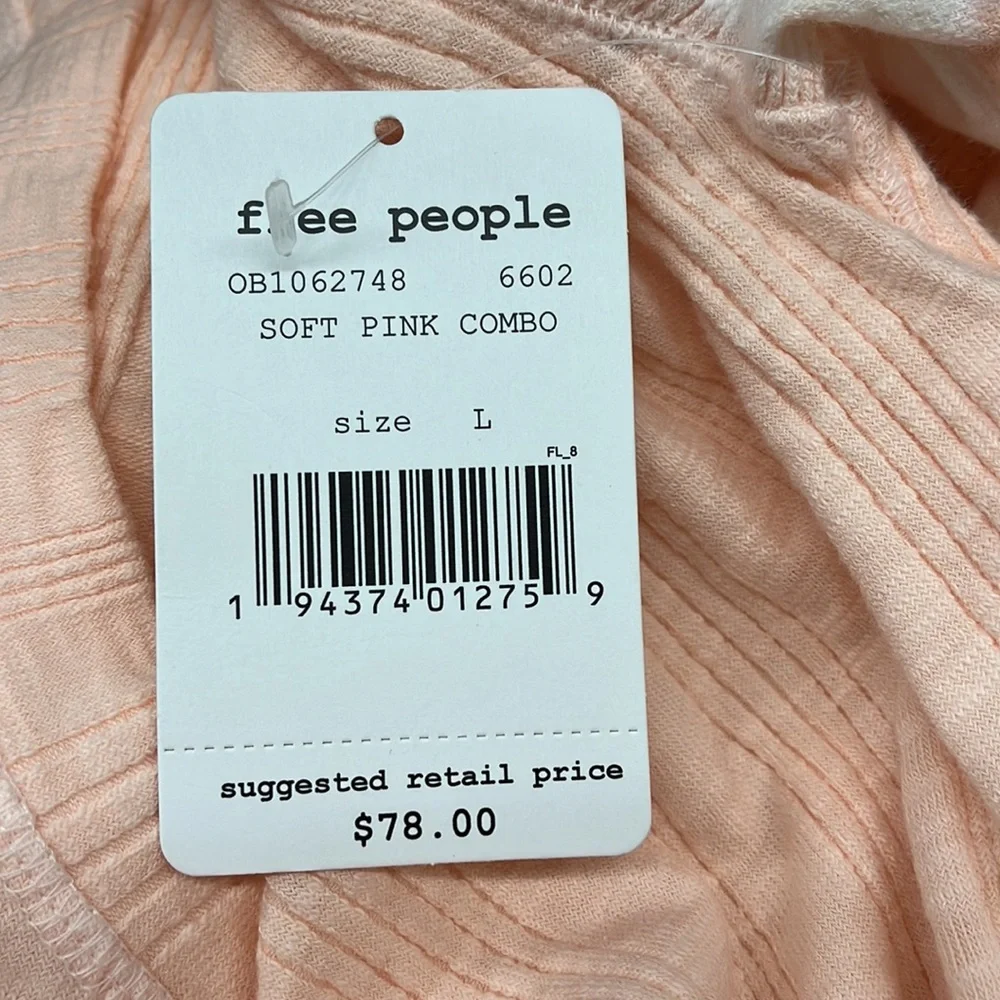 free people
OB1062748 6602
SOFT PINK COMBO
size L
FL_8
1 94374 01275 9
suggested retail price
$78.00